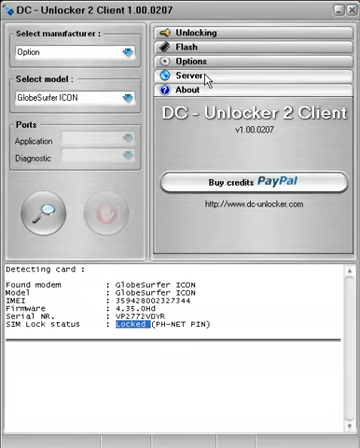 DC - Unlocker 2 Client 1.00.0207
Select manufacturer :
Option
Select model :
GlobeSurfer ICON
Ports
Application
Diagnostic
Unlocking
Flash
Options
Server
About
DC - Unlocker 2 Client
v1.00.0207
Buy credits PayPal
http://www.dc-unlocker.com
Detecting card :
Found modem : GlobeSurfer ICON
Model : GlobeSurfer ICON
IMEI : 359428002327344
Firmware : 4.35.0Hd
Serial NR. : VP2772VDYR
SIM Lock status : Locked (PH-NET PIN)